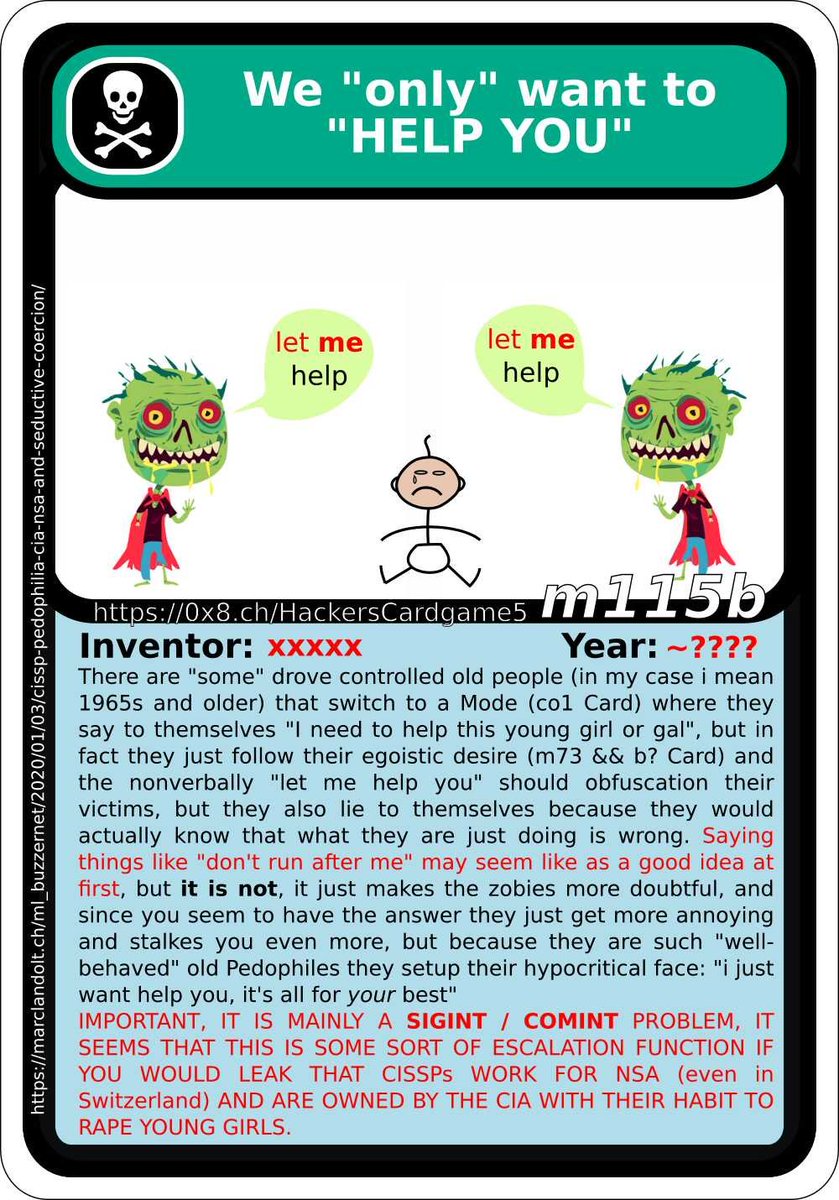 We "only" want to
"HELP YOU"
let me
help
let me
help
https://marclandolt.ch/ml_buzzernet/2020/01/03/cissp-pedophilia-cia-nsa-and-seductive-coercion/
https://0x8.ch/HackersCardgame5 m115b
Inventor: xxxxx Year: ~????
There are "some" drove controlled old people (in my case i mean
1965s and older) that switch to a Mode (co1 Card) where they
say to themselves "I need to help this young girl or gal", but in
fact they just follow their egoistic desire (m73 && b? Card) and
the nonverbally "let me help you" should obfuscation their
victims, but they also lie to themselves because they would
actually know that what they are just doing is wrong. Saying
things like "don't run after me" may seem like as a good idea at
first, but it is not, it just makes the zobies more doubtful, and
since you seem to have the answer they just get more annoying
and stalkes you even more, but because they are such "well-
behaved" old Pedophiles they setup their hypocritical face: "i just
want help you, it's all for your best"
IMPORTANT, IT IS MAINLY A SIGINT / COMINT PROBLEM, IT
SEEMS THAT THIS IS SOME SORT OF ESCALATION FUNCTION IF
YOU WOULD LEAK THAT CISSPs WORK FOR NSA (even in
Switzerland) AND ARE OWNED BY THE CIA WITH THEIR HABIT TO
RAPE YOUNG GIRLS.